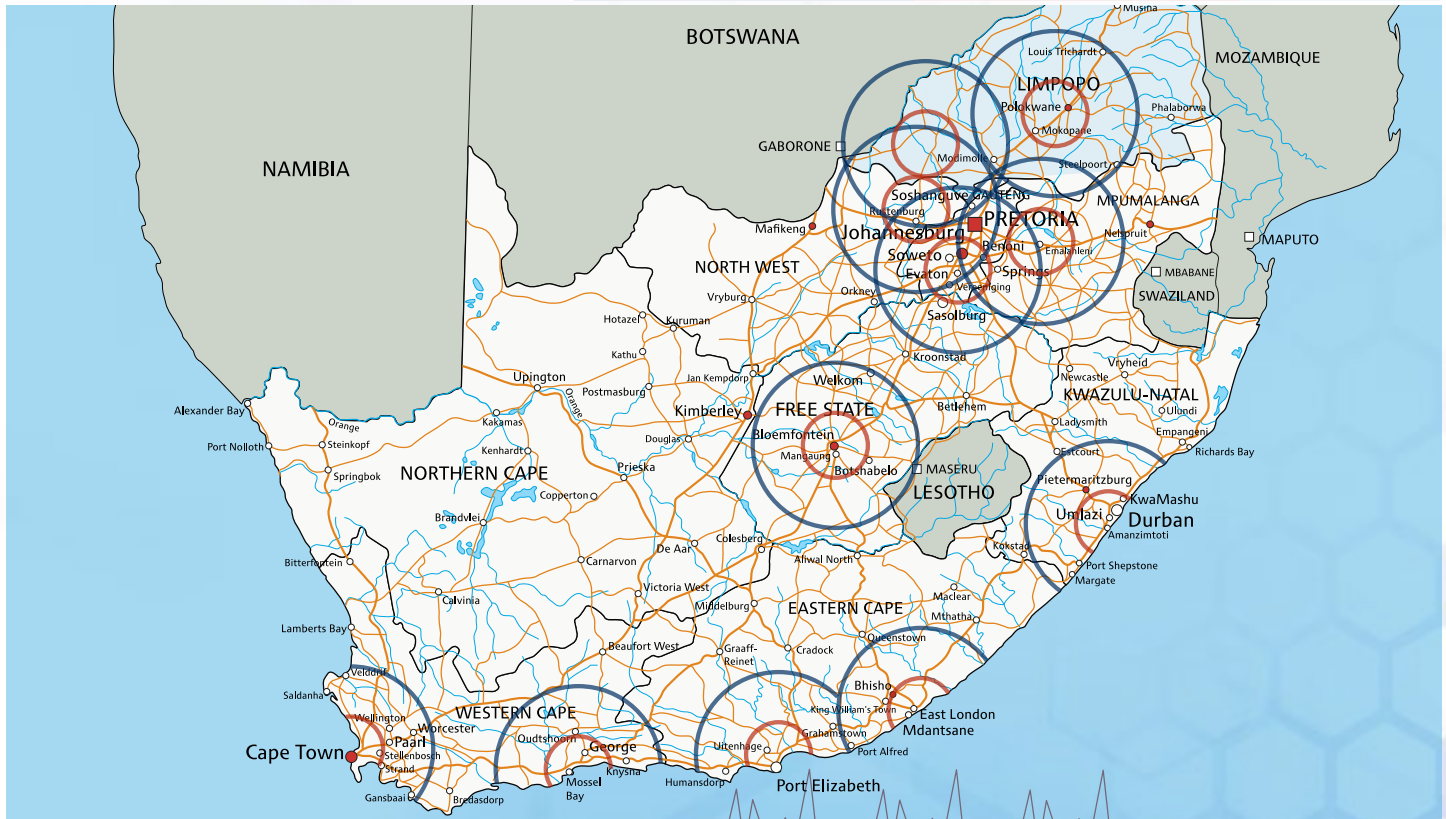 Musina
BOTSWANA
Louis Trichardt
MOZAMBIQUE
LIMPOPO
Polokwane
Phalaborwa
Mokopane
GABORONE
Modimolle
NAMIBIA
Steelpoort
Soshanguve
GAUTENG
MPUMALANGA
Rustenburg
PRETORIA
Mafikeng
Johannesburg
Nelspruit
MAPUTO
Benoni
Emalahleni
Soweto
NORTH WEST
Evaton
Springs
MBABANE
Vereeniging
Orkney
SWAZILAND
Vryburg
Sasolburg
Hotazel
Kuruman
Kathu
Kroonstad
Vryheid
Upington
Jan Kempdorp
Welkom
Newcastle
Postmasburg
Orange
KWAZULU-NATAL
Alexander Bay
Kimberley
FREE STATE
Betlehem
Ulundi
Kakamas
Orange
Ladysmith
Bloemfontein
Empangeni
Port Nolloth
Steinkopf
Douglas
Kenhardt
Mangaung
Estcourt
Richards Bay
Springbok
NORTHERN CAPE
Prieska
Botshabelo
MASERU
Pietermaritzburg
LESOTHO
Copperton
KwaMashu
Umlazi
Durban
Brandvlei
Amanzimtoti
Colesberg
De Aar
Kokstad
Bitterfontein
Carnarvon
Aliwal North
Port Shepstone
Margate
Victoria West
Maclear
Calvinia
Middelburg
EASTERN CAPE
Mthatha
Lamberts Bay
Queenstown
Beaufort West
Graaff-
Reinet
Cradock
Velddrif
Bhisho
Saldanha
King William's Town
WESTERN CAPE
East London
Wellington
Mdantsane
Worcester
Grahamstown
Oudtshoorn
Paarl
George
Uitenhage
Port Alfred
Cape Town
Stellenbosch
Strand
Knysna
Humansdorp
Mossel
Bay
Port Elizabeth
Gansbaai
Bredasdorp